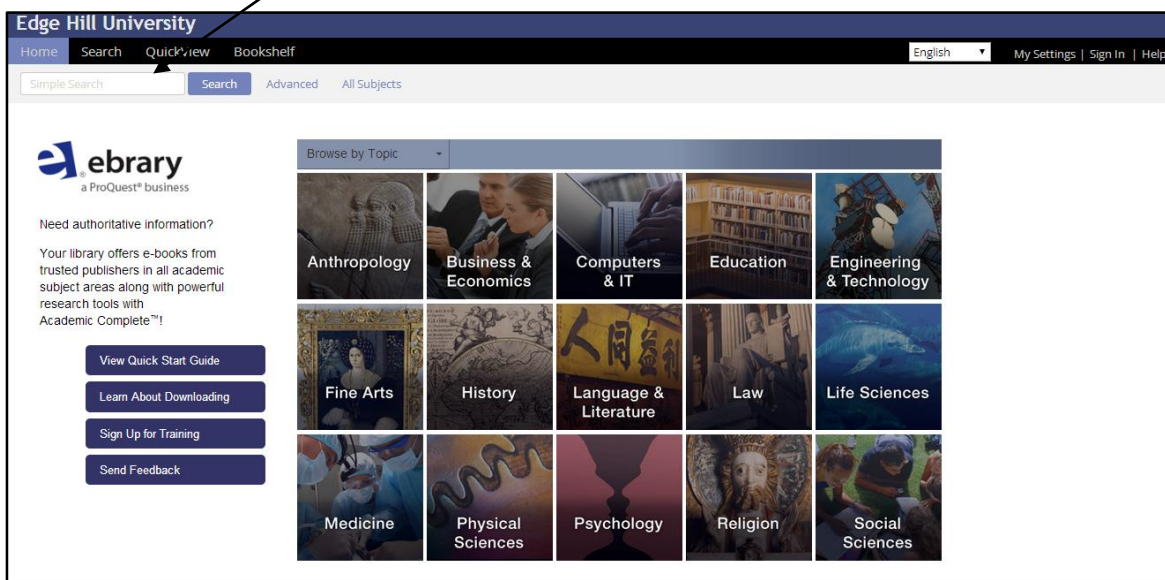 Edge Hill University
Home Search QuickView Bookshelf English My Settings | Sign In | Help
Simple Search Search Advanced All Subjects
ebrary
a ProQuest® business
Need authoritative information?
Your library offers e-books from
trusted publishers in all academic
subject areas along with powerful
research tools with
Academic Complete™!
View Quick Start Guide
Learn About Downloading
Sign Up for Training
Send Feedback
Browse by Topic
Anthropology
Business &
Economics
Computers
& IT
Education
Engineering
& Technology
Fine Arts
History
人同益利
Language &
Literature
Law
Life Sciences
Medicine
Physical
Sciences
Psychology
Religion
Social
Sciences